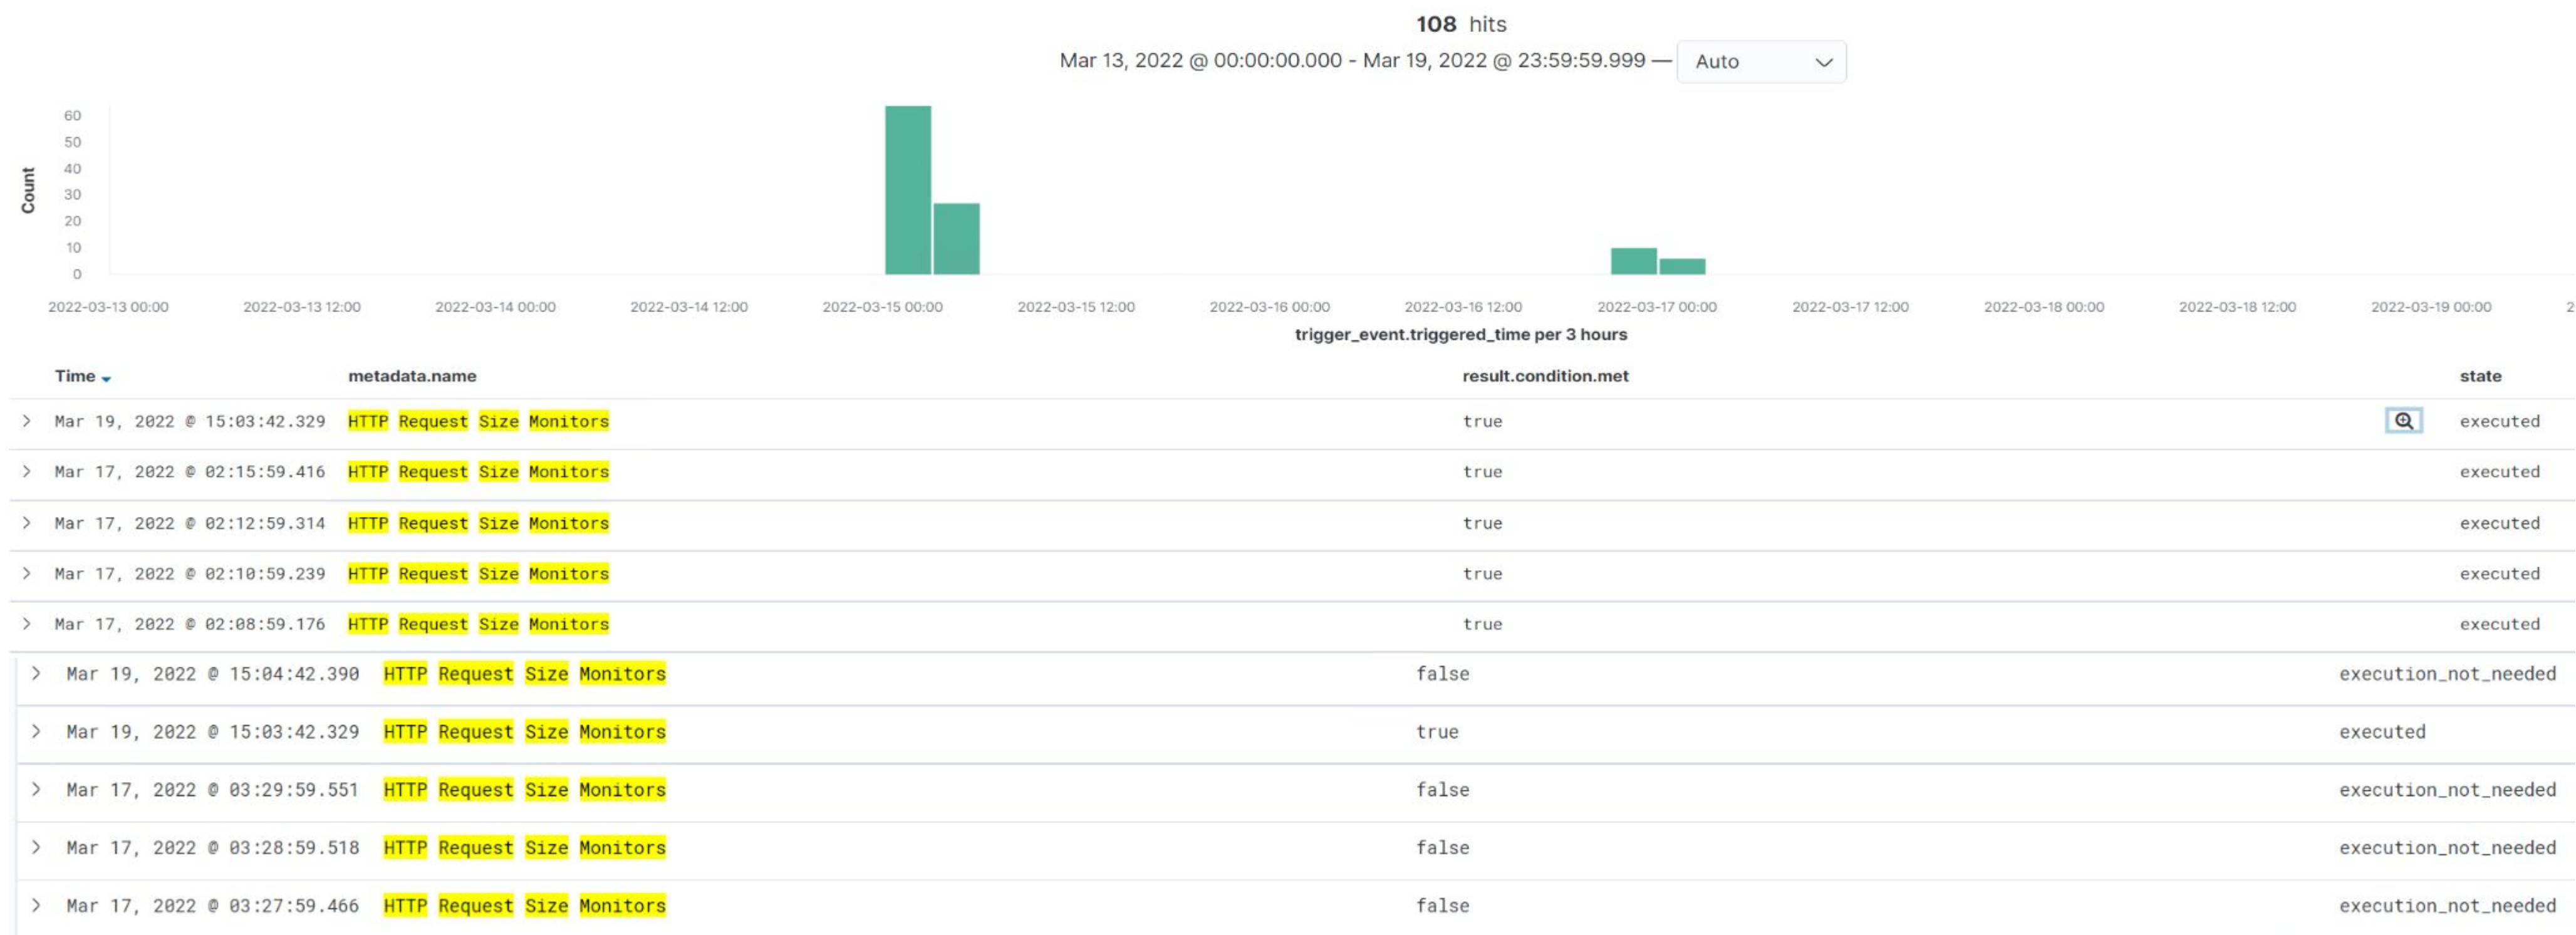 108 hits
Mar 13, 2022 @ 00:00:00.000 - Mar 19, 2022 @ 23:59:59.999 — Auto
Count
60
50
40
30
20
10
0
2022-03-13 00:00 2022-03-13 12:00 2022-03-14 00:00 2022-03-14 12:00 2022-03-15 00:00 2022-03-15 12:00 2022-03-16 00:00 2022-03-16 12:00 2022-03-17 00:00 2022-03-17 12:00 2022-03-18 00:00 2022-03-18 12:00 2022-03-19 00:00 2
trigger_event.triggered_time per 3 hours
Time metadata.name result.condition.met state
Mar 19, 2022 @ 15:03:42.329 HTTP Request Size Monitors true executed
Mar 17, 2022 @ 02:15:59.416 HTTP Request Size Monitors true executed
Mar 17, 2022 @ 02:12:59.314 HTTP Request Size Monitors true executed
Mar 17, 2022 @ 02:10:59.239 HTTP Request Size Monitors true executed
Mar 17, 2022 @ 02:08:59.176 HTTP Request Size Monitors true executed
Mar 19, 2022 @ 15:04:42.390 HTTP Request Size Monitors false execution_not_needed
Mar 19, 2022 @ 15:03:42.329 HTTP Request Size Monitors true executed
Mar 17, 2022 @ 03:29:59.551 HTTP Request Size Monitors false execution_not_needed
Mar 17, 2022 @ 03:28:59.518 HTTP Request Size Monitors false execution_not_needed
Mar 17, 2022 @ 03:27:59.466 HTTP Request Size Monitors false execution_not_needed